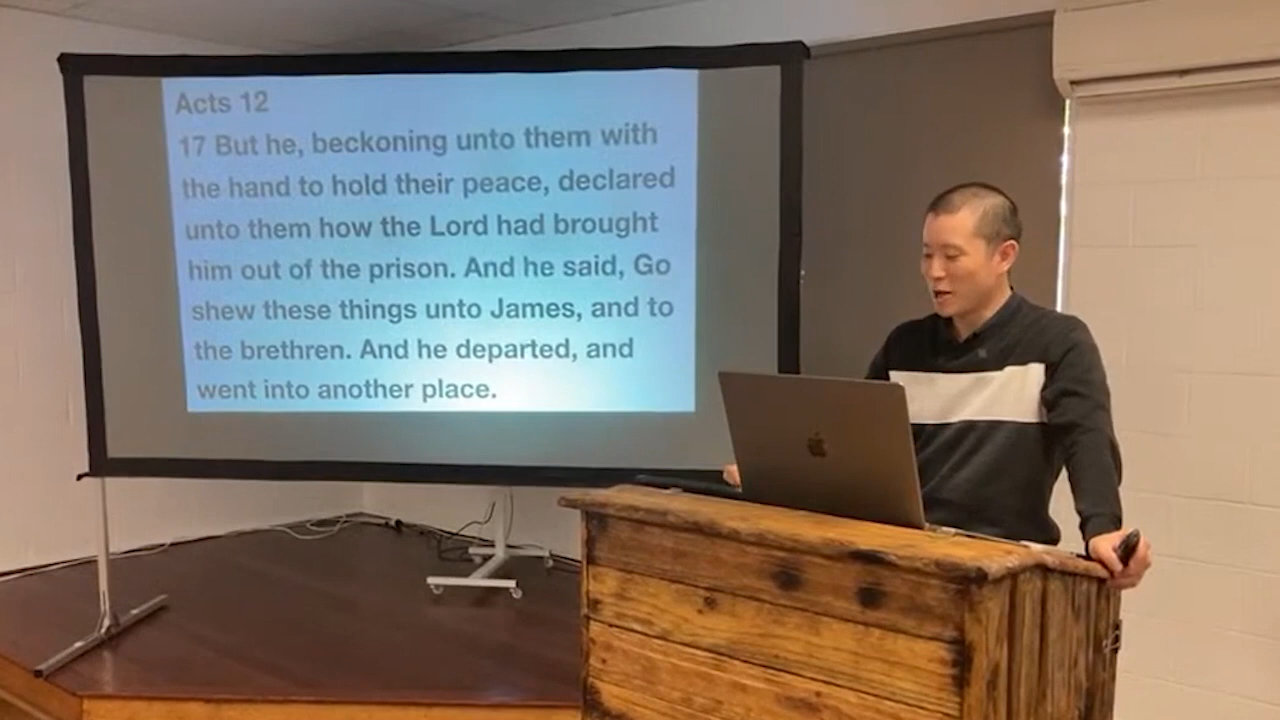 Acts 12
17 But he, beckoning unto them with
the hand to hold their peace, declared
unto them how the Lord had brought
him out of the prison. And he said, Go
shew these things unto James, and to
the brethren. And he departed, and
went into another place.